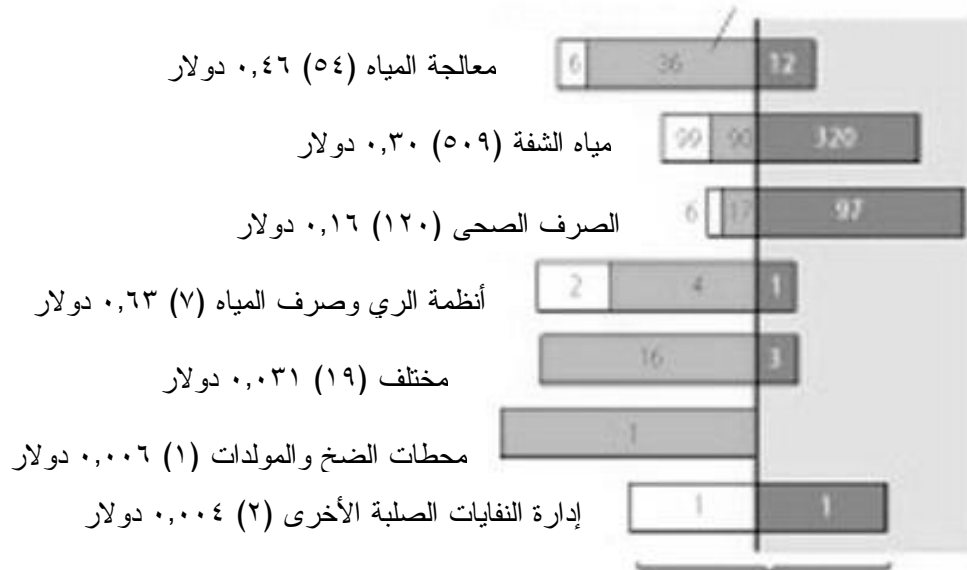 معالجة المياه (٥٤) ٠,٤٦ دولار
6 36 12
مياه الشفة (٥٠٩) ٠,٣٠ دولار
99 90 320
الصرف الصحى (١٢٠) ٠,١٦ دولار
6 17 97
أنظمة الري وصرف المياه (٧) ٠,٦٣ دولار
2 4 1
مختلف (١٩) ٠,٠٣١ دولار
16 3
محطات الضخ والمولدات (١) ٠,٠٠٦ دولار
1
إدارة النفايات الصلبة الأخرى (٢) ٠,٠٠٤ دولار
1 1